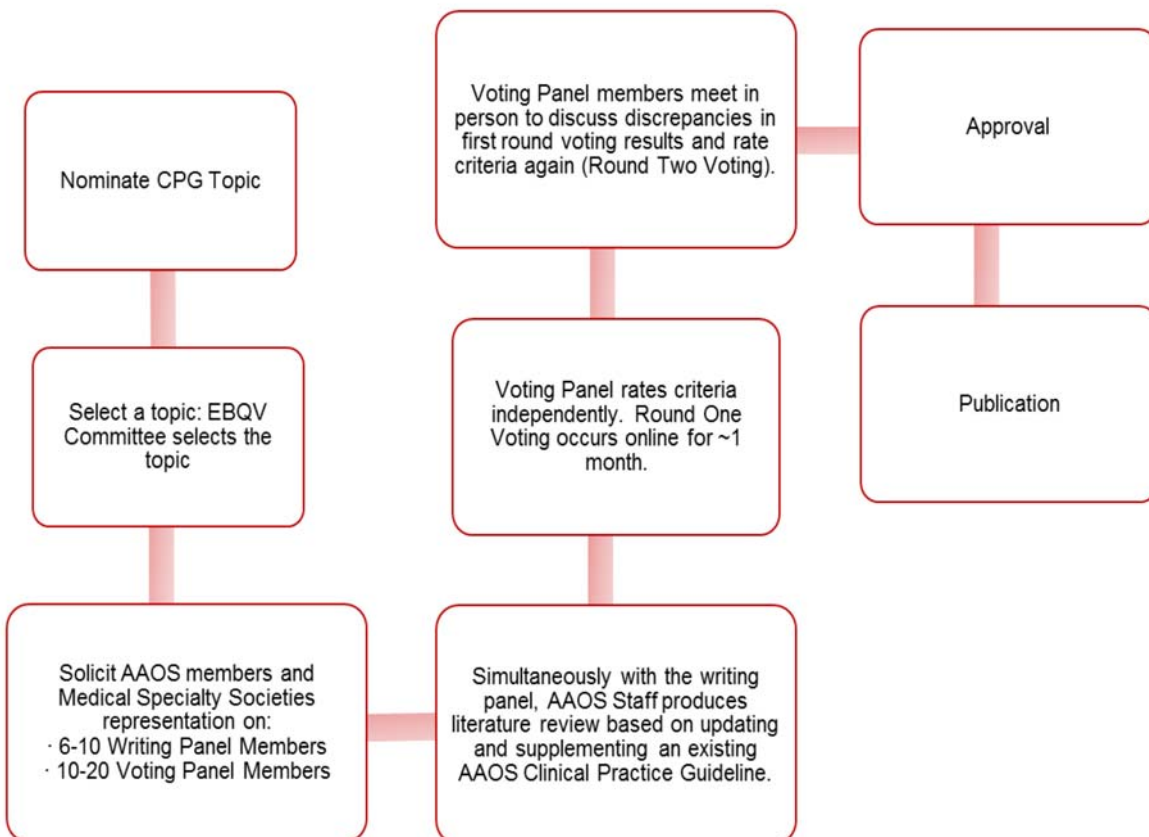 Nominate CPG Topic
Select a topic: EBQV
Committee selects the
topic
Solicit AAOS members and
Medical Specialty Societies
representation on:
· 6-10 Writing Panel Members
· 10-20 Voting Panel Members
Simultaneously with the writing
panel, AAOS Staff produces
literature review based on updating
and supplementing an existing
AAOS Clinical Practice Guideline.
Voting Panel rates criteria
independently. Round One
Voting occurs online for ~1
month.
Voting Panel members meet in
person to discuss discrepancies in
first round voting results and rate
criteria again (Round Two Voting).
Approval
Publication